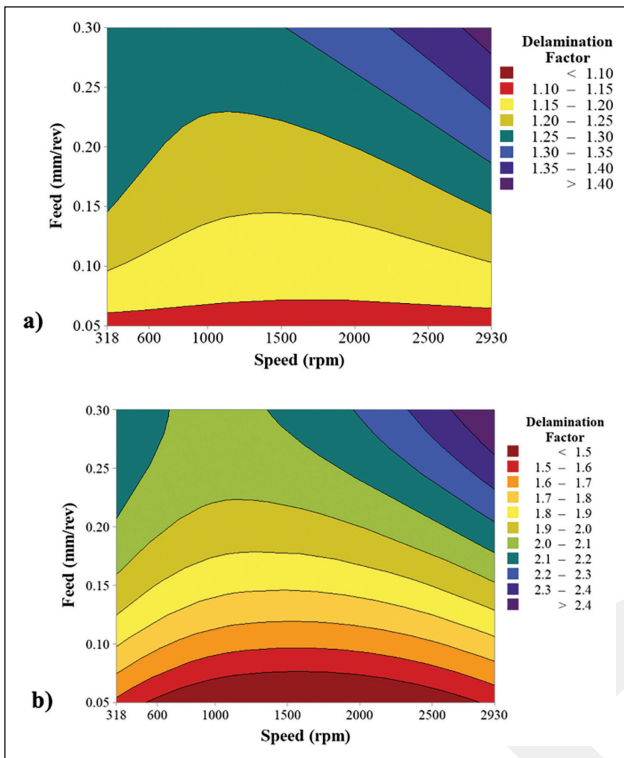 0.30
0.25
0.20
0.15
0.10
0.05
Feed (mm/rev)
318 600 1000 1500 2000 2500 2930
Speed (rpm)
a)
Delamination
Factor
< 1.10
1.10 – 1.15
1.15 – 1.20
1.20 – 1.25
1.25 – 1.30
1.30 – 1.35
1.35 – 1.40
> 1.40
0.30
0.25
0.20
0.15
0.10
0.05
Feed (mm/rev)
318 600 1000 1500 2000 2500 2930
Speed (rpm)
b)
Delamination
Factor
< 1.5
1.5 – 1.6
1.6 – 1.7
1.7 – 1.8
1.8 – 1.9
1.9 – 2.0
2.0 – 2.1
2.1 – 2.2
2.2 – 2.3
2.3 – 2.4
> 2.4